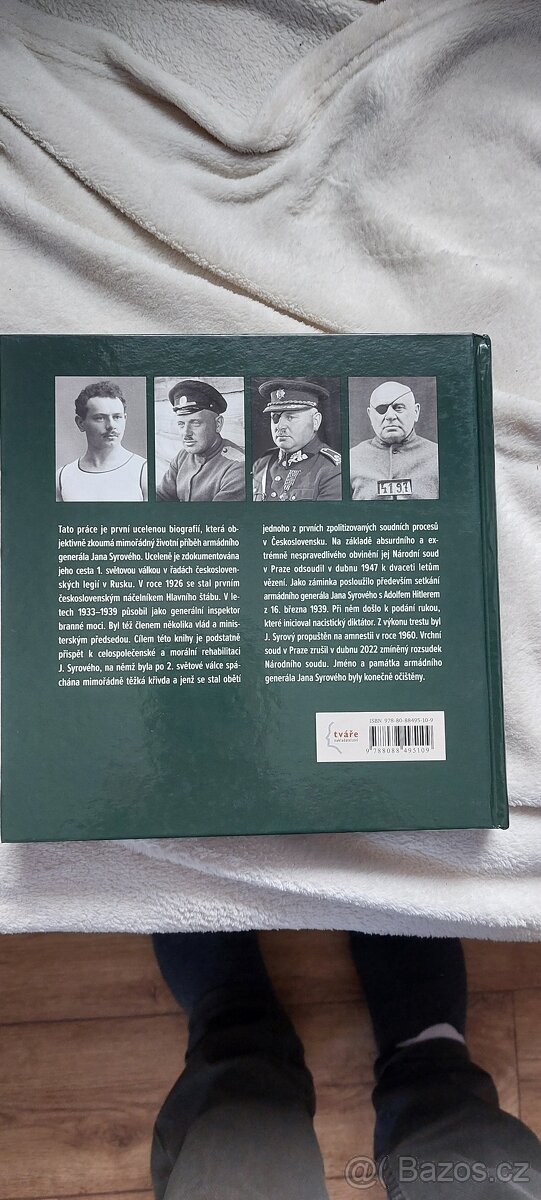 4191
Tato práce je první ucelenou biografií, která ob-
jektivně zkoumá mimořádný životní příběh armádního
generála Jana Syrového. Uceleně je zdokumentována
jeho cesta 1. světovou válkou v řadách českosloven-
ských legií v Rusku. V roce 1926 se stal prvním
československým náčelníkem Hlavního štábu. V le-
tech 1933–1939 působil jako generální inspektor
branné moci. Byl též členem několika vlád a minis-
terským předsedou. Cílem této knihy je podstatně
přispět k celospolečenské a morální rehabilitaci
J. Syrového, na němž byla po 2. světové válce spá-
chána mimořádně těžká křivda a jenž se stal obětí
jednoho z prvních zpolitizovaných soudních procesů
v Československu. Na základě absurdního a ex-
trémně nespravedlivého obvinění jej Národní soud
v Praze odsoudil v dubnu 1947 k dvaceti letům
vězení. Jako záminka posloužilo především setkání
armádního generála Jana Syrového s Adolfem Hitlerem
z 16. března 1939. Při něm došlo k podání rukou,
které inicioval nacistický diktátor. Z výkonu trestu byl
J. Syrový propuštěn na amnestii v roce 1960. Vrchní
soud v Praze zrušil v dubnu 2022 zmíněný rozsudek
Národního soudu. Jméno a památka armádního
generála Jana Syrového byly konečně očištěny.
ISBN 978-80-88495-10-9
tváře
nakladatelství
9 788088 495109
@ Bazos.cz